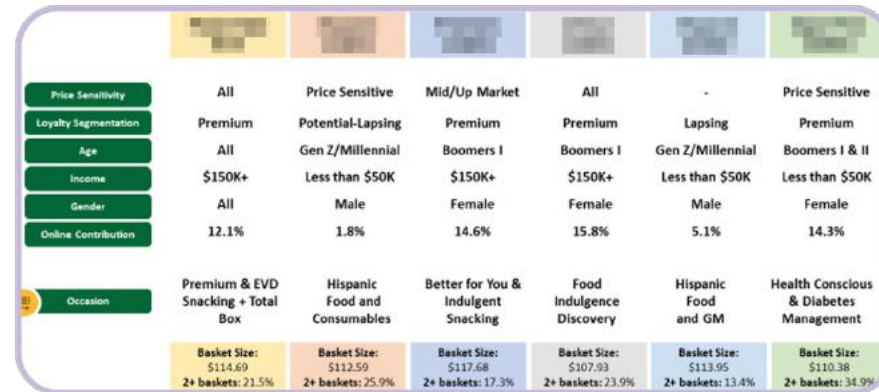 Price Sensitivity All Price Sensitive Mid/Up Market All - Price Sensitive
Loyalty Segmentation Premium Potential-Lapsing Premium Premium Lapsing Premium
Age All Gen Z/Millennial Boomers I Boomers I Gen Z/Millennial Boomers I & II
Income $150K+ Less than $50K $150K+ $150K+ Less than $50K Less than $50K
Gender All Male Female Female Male Female
Online Contribution 12.1% 1.8% 14.6% 15.8% 5.1% 14.3%
Premium & EVD Hispanic Better for You & Food Hispanic Health Conscious
Occasion Snacking + Total Food and Indulgent Indulgence Food & Diabetes
Box Consumables Snacking Discovery and GM Management
Basket Size: Basket Size: Basket Size: Basket Size: Basket Size: Basket Size:
$114.69 $112.59 $117.68 $107.93 $113.95 $110.38
2+ baskets: 21.5% 2+ baskets: 25.9% 2+ baskets: 17.3% 2+ baskets: 23.9% 2+ baskets: 13.4% 2+ baskets: 34.9%